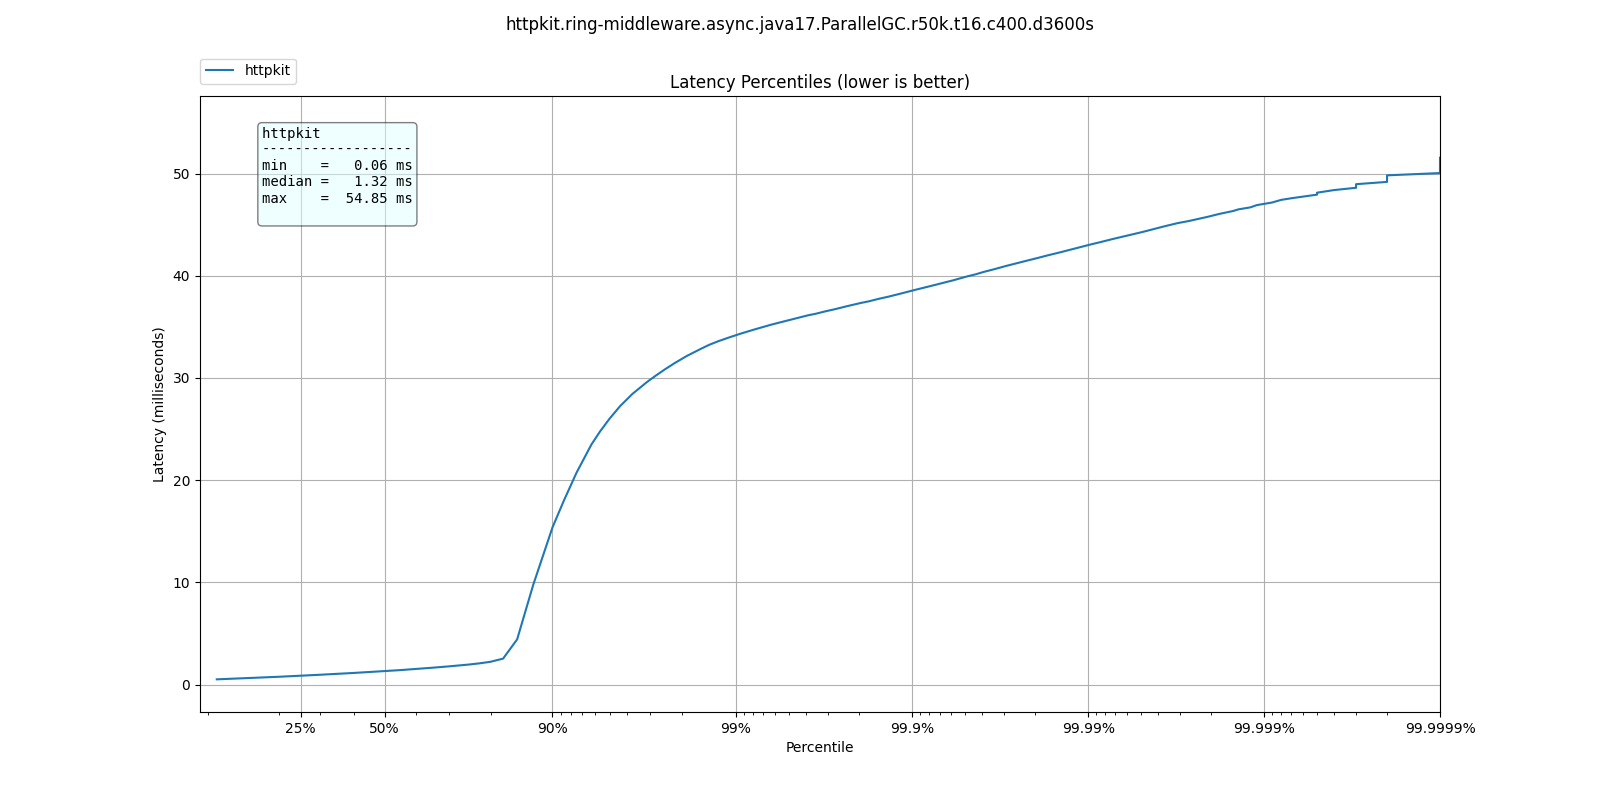 httpkit.ring-middleware.async.java17.ParallelGC.r50k.t16.c400.d3600s
httpkit
Latency Percentiles (lower is better)
httpkit
------------------
min    =   0.06 ms
median =   1.32 ms
max    =  54.85 ms
50
40
30
20
10
0
Latency (milliseconds)
25% 50% 90% 99% 99.9% 99.99% 99.999% 99.9999%
Percentile